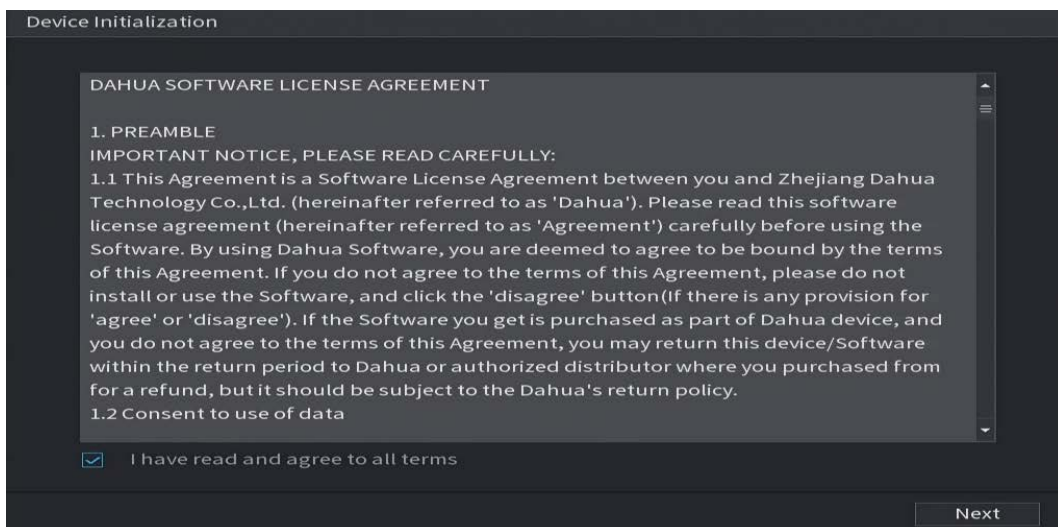 Device Initialization
DAHUA SOFTWARE LICENSE AGREEMENT
1. PREAMBLE
IMPORTANT NOTICE, PLEASE READ CAREFULLY:
1.1 This Agreement is a Software License Agreement between you and Zhejiang Dahua
Technology Co.,Ltd. (hereinafter referred to as 'Dahua'). Please read this software
license agreement (hereinafter referred to as 'Agreement') carefully before using the
Software. By using Dahua Software, you are deemed to agree to be bound by the terms
of this Agreement. If you do not agree to the terms of this Agreement, please do not
install or use the Software, and click the 'disagree' button(If there is any provision for
'agree' or 'disagree'). If the Software you get is purchased as part of Dahua device, and
you do not agree to the terms of this Agreement, you may return this device/Software
within the return period to Dahua or authorized distributor where you purchased from
for a refund, but it should be subject to the Dahua's return policy.
1.2 Consent to use of data
I have read and agree to all terms
Next